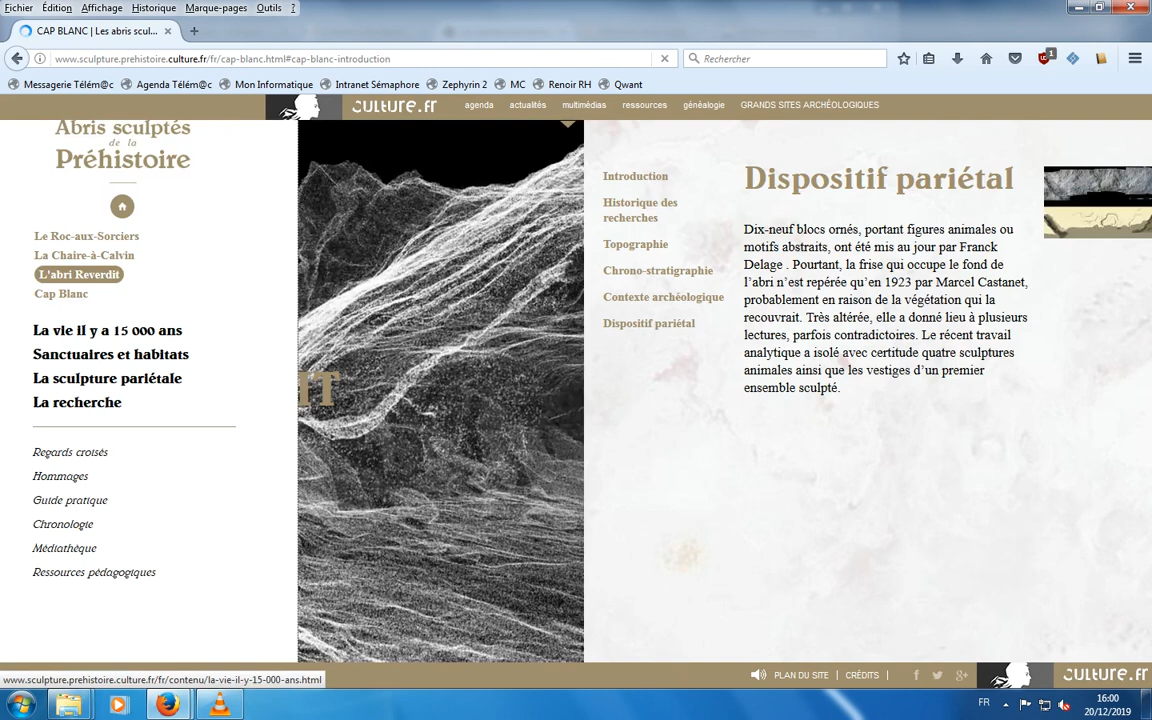 Fichier Édition Affichage Historique Marque-pages Outils ?
CAP BLANC | Les abris scul...
www.sculpture.prehistoire.culture.fr/fr/cap-blanc.html#cap-blanc-introduction
Rechercher
1
Messagerie Télém@c Agenda Télém@c Mon Informatique Intranet Sémaphore Zephyrin 2 MC Renoir RH Qwant
culture.fr agenda actualités multimédias ressources généalogie GRANDS SITES ARCHÉOLOGIQUES
Abris sculptés
de la
Préhistoire
Le Roc-aux-Sorciers
La Chaire-à-Calvin
L'abri Reverdit
Cap Blanc
La vie il y a 15 000 ans
Sanctuaires et habitats
La sculpture pariétale
La recherche
Regards croisés
Hommages
Guide pratique
Chronologie
Médiathèque
Ressources pédagogiques
IT
Introduction
Historique des
recherches
Topographie
Chrono-stratigraphie
Contexte archéologique
Dispositif pariétal
Dispositif pariétal
Dix-neuf blocs ornés, portant figures animales ou
motifs abstraits, ont été mis au jour par Franck
Delage . Pourtant, la frise qui occupe le fond de
l’abri n’est repérée qu’en 1923 par Marcel Castanet,
probablement en raison de la végétation qui la
recouvrait. Très altérée, elle a donné lieu à plusieurs
lectures, parfois contradictoires. Le récent travail
analytique a isolé avec certitude quatre sculptures
animales ainsi que les vestiges d’un premier
ensemble sculpté.
PLAN DU SITE | CRÉDITS |
culture.fr
www.sculpture.prehistoire.culture.fr/fr/contenu/la-vie-il-y-15-000-ans.html
FR
16:00
20/12/2019